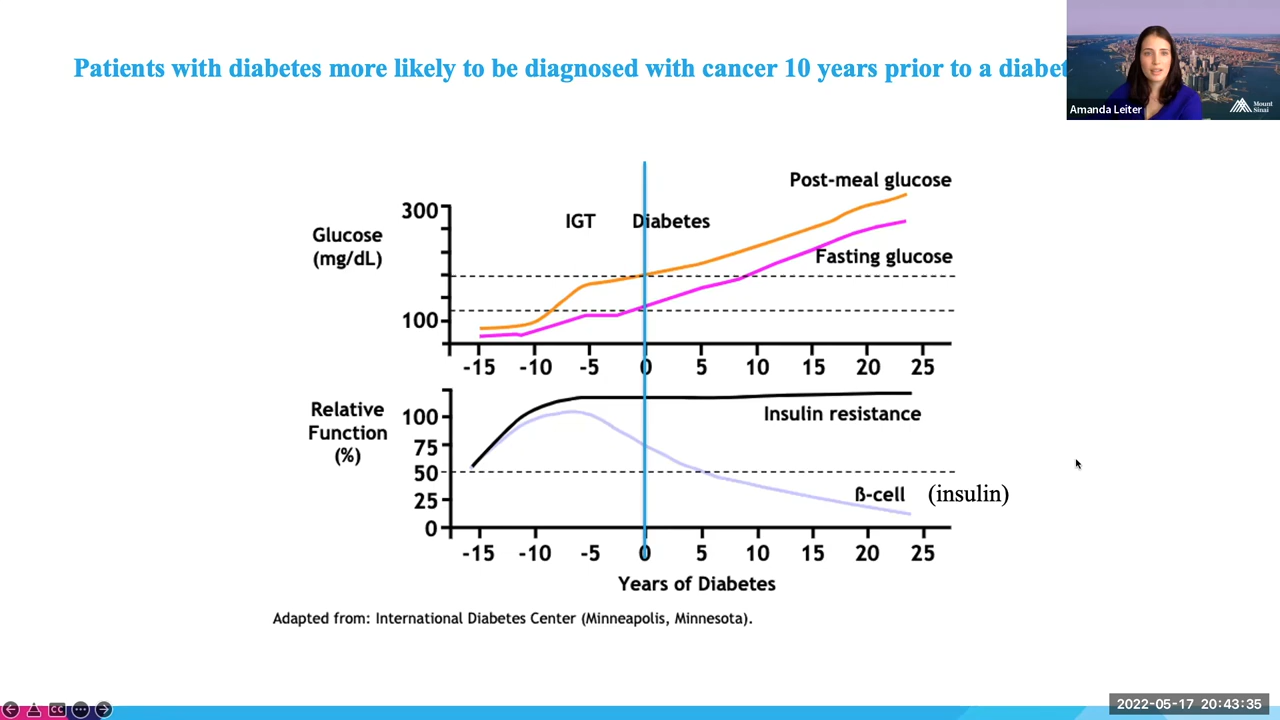 Patients with diabetes more likely to be diagnosed with cancer 10 years prior to a diabet
Amanda Leiter
Mount
Sinai
Post-meal glucose
300
IGT
Diabetes
Glucose
(mg/dL)
Fasting glucose
100
-15 -10 -5 0 5 10 15 20 25
Relative
Function
(%)
100
Insulin resistance
75
50
25
ß-cell (insulin)
0
-15 -10 -5 0 5 10 15 20 25
Years of Diabetes
Adapted from: International Diabetes Center (Minneapolis, Minnesota).
CC
2022-05-17 20:43:35